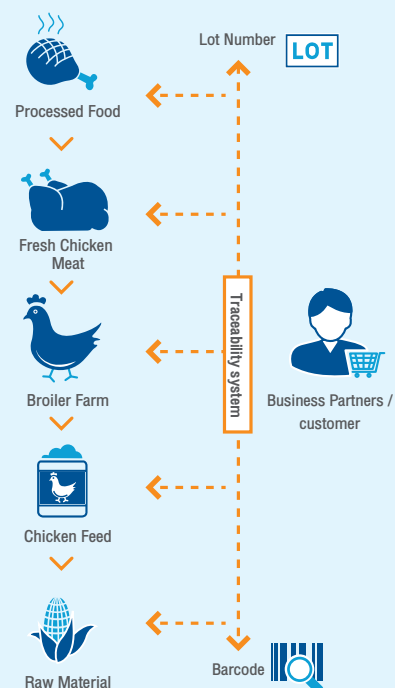 Lot Number
LOT
Processed Food
Fresh Chicken
Meat
Traceability system
Broiler Farm
Business Partners /
customer
Chicken Feed
Barcode
Raw Material